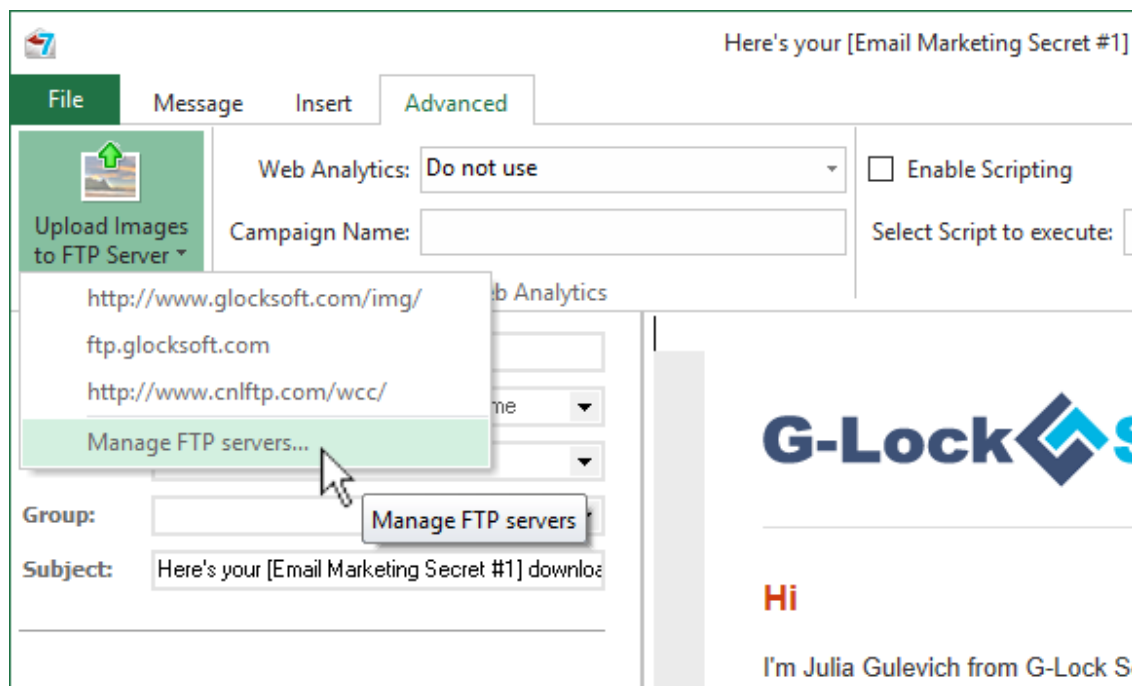 7
Here's your [Email Marketing Secret #1]
File Message Insert Advanced
Web Analytics: Do not use Enable Scripting
Upload Images
to FTP Server
Campaign Name: Select Script to execute:
Analytics
http://www.glocksoft.com/img/
ftp.glocksoft.com
http://www.cnlftp.com/wcc/
Manage FTP servers...
Manage FTP servers
Group:
Subject: Here's your [Email Marketing Secret #1]
G-Lock
Hi
I'm Julia Gulevich from G-Lock